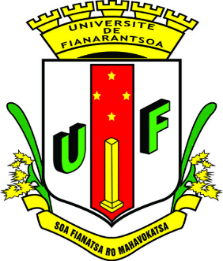 UNIVERSITE
DE
FIANARANTSOA
U F
SOA FIANATSA RO MAHAVOKATSA